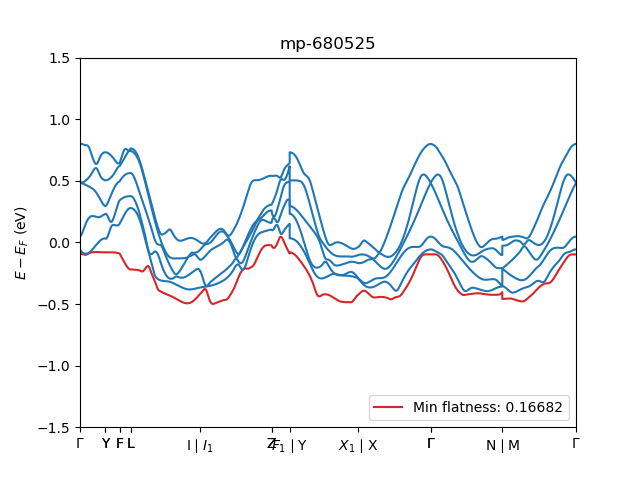 mp-680525
E − E_F (eV)
1.5
1.0
0.5
0.0
−0.5
−1.0
−1.5
Min flatness: 0.16682
Γ Y F L I | I₁ Z F₁ | Y X₁ | X Γ N | M Γ